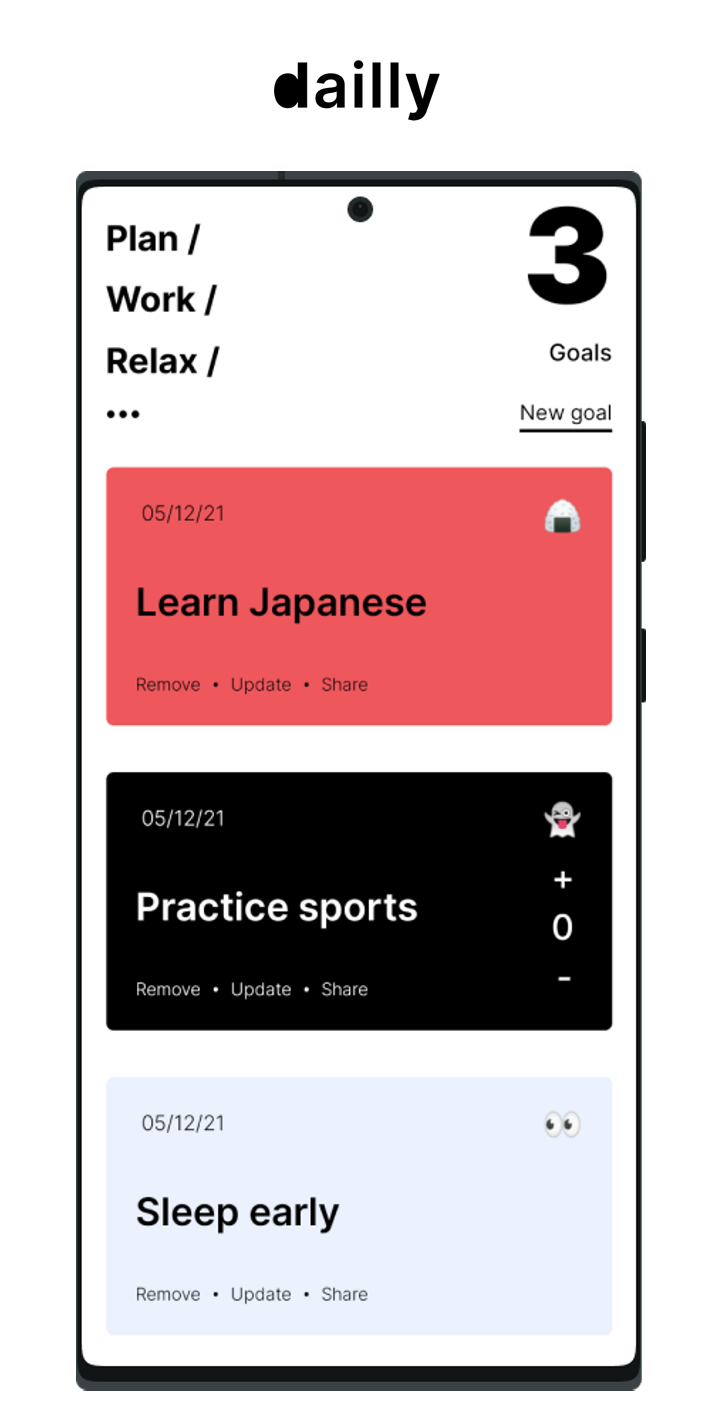 dailly
Plan /
Work /
Relax /
•••
3
Goals
New goal
05/12/21
Learn Japanese
Remove • Update • Share
05/12/21
Practice sports
+
0
-
Remove • Update • Share
05/12/21
Sleep early
Remove • Update • Share